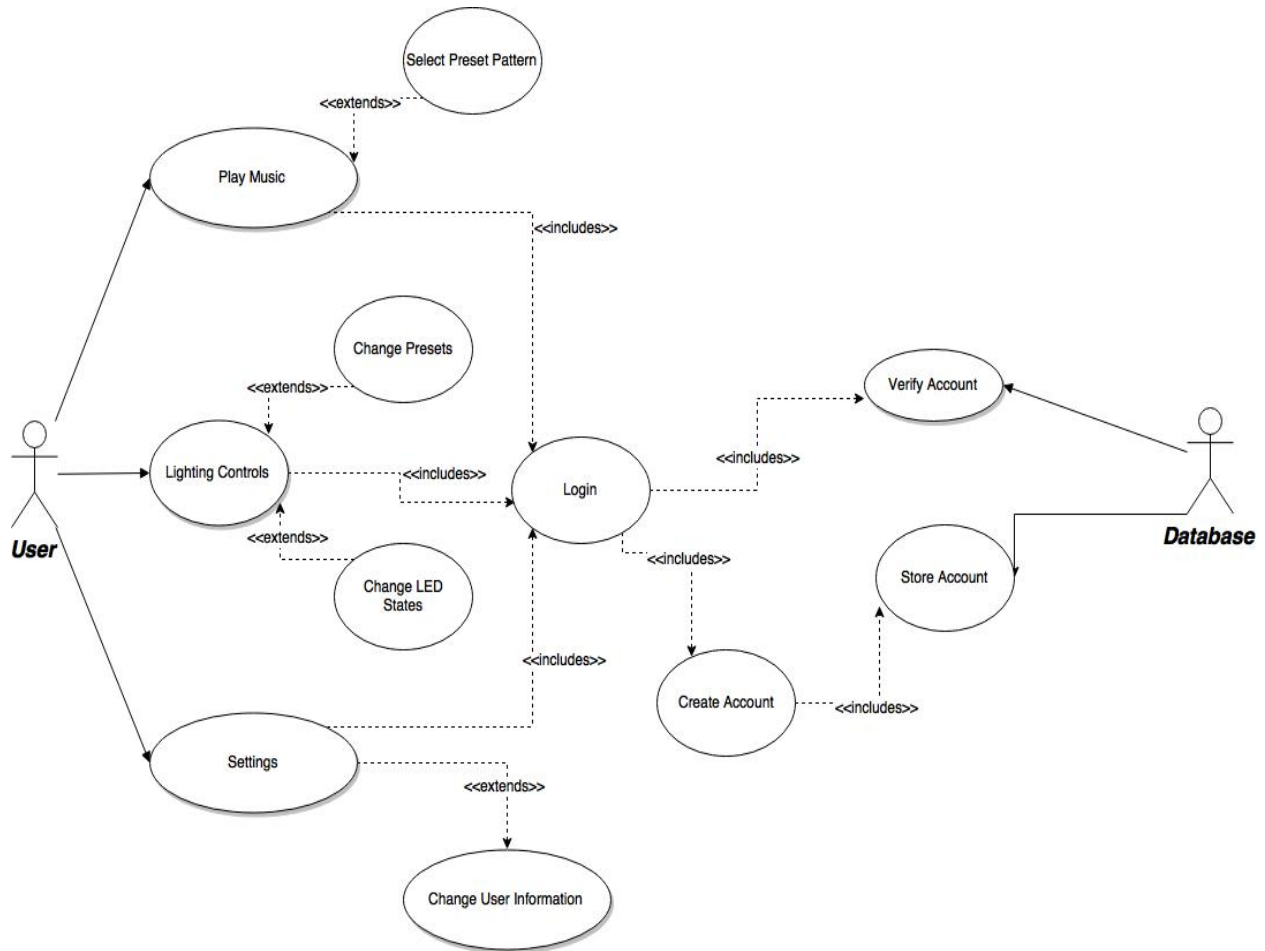 Select Preset Pattern
<<extends>>
Play Music
<<includes>>
Change Presets
<<extends>>
Verify Account
Lighting Controls
<<includes>>
Login
<<includes>>
User
<<extends>>
Change LED
States
<<includes>>
Store Account
Database
<<includes>>
Create Account
<<includes>>
Settings
<<extends>>
Change User Information